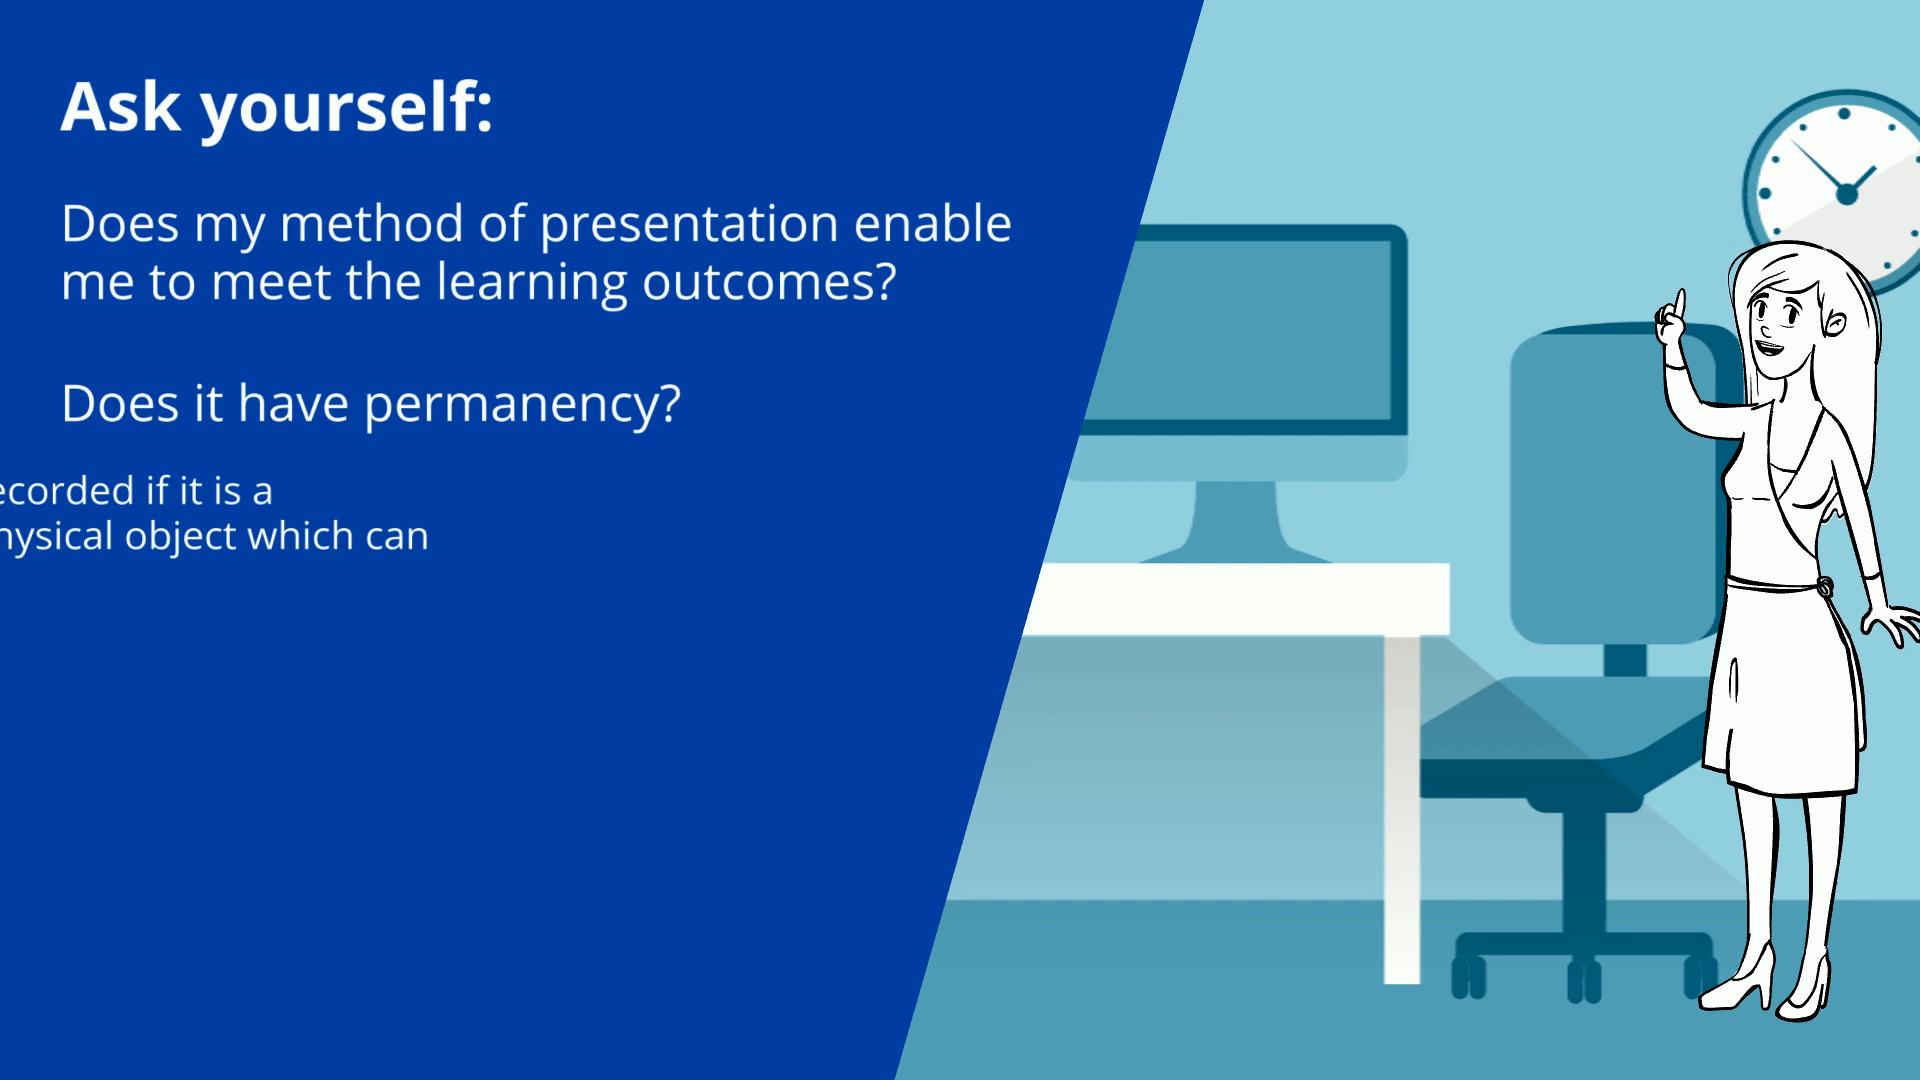 Ask yourself:
Does my method of presentation enable
me to meet the learning outcomes?
Does it have permanency?
ecorded if it is a
hysical object which can